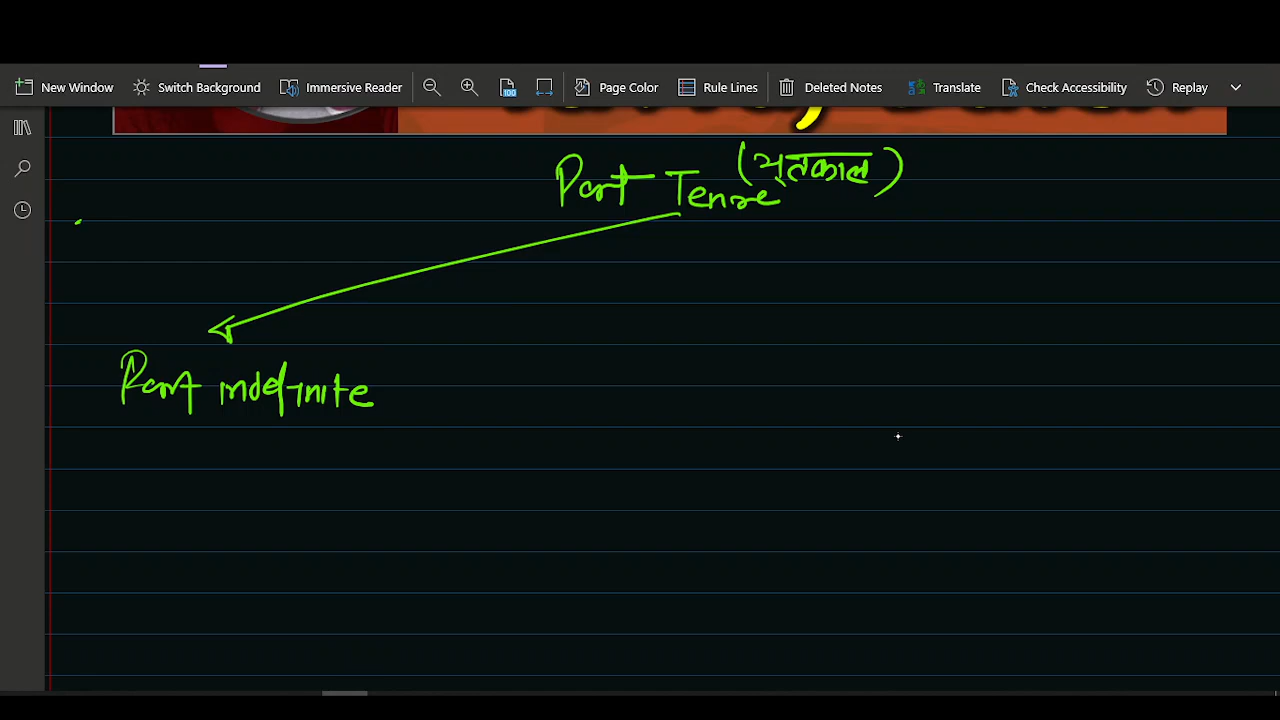 New Window Switch Background Immersive Reader Page Color Rule Lines Deleted Notes Translate Check Accessibility Replay
Past Tense (भूतकाल)
Past indefinite